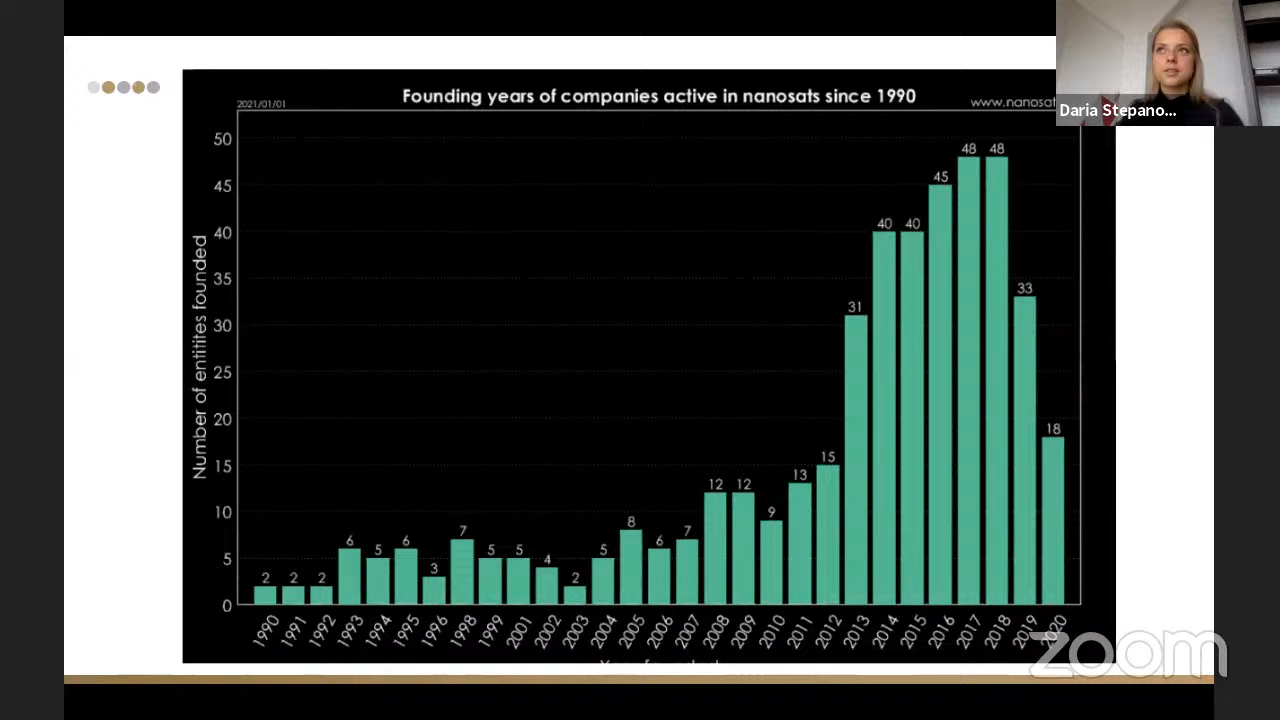 Founding years of companies active in nanosats since 1990
2021/01/01
www.nanosat
Daria Stepano...
Number of entitites founded
50
45
40
35
30
25
20
15
10
5
0
2 2 2 6 5 6 3 7 5 5 4 2 5 8 6 7 12 12 9 13 15 31 40 40 45 48 48 33 18
1990 1991 1992 1993 1994 1995 1996 1998 1999 2001 2002 2003 2004 2005 2006 2007 2008 2009 2010 2011 2012 2013 2014 2015 2016 2017 2018 2019 2020
zoom